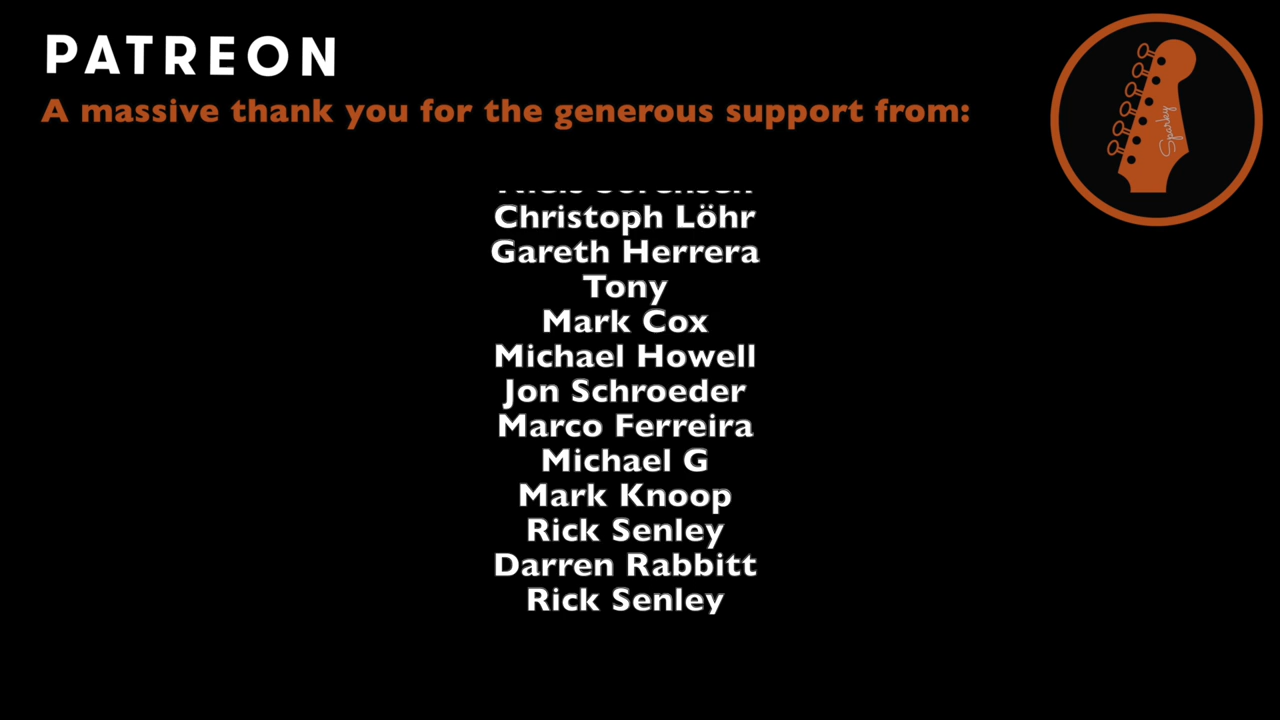 PATREON
A massive thank you for the generous support from:
Sparky
Christoph Löhr
Gareth Herrera
Tony
Mark Cox
Michael Howell
Jon Schroeder
Marco Ferreira
Michael G
Mark Knoop
Rick Senley
Darren Rabbitt
Rick Senley